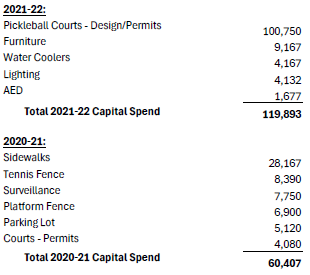 2021-22:
Pickleball Courts - Design/Permits 100,750
Furniture 9,167
Water Coolers 4,167
Lighting 4,132
AED 1,677
Total 2021-22 Capital Spend 119,893
2020-21:
Sidewalks 28,167
Tennis Fence 8,390
Surveillance 7,750
Platform Fence 6,900
Parking Lot 5,120
Courts - Permits 4,080
Total 2020-21 Capital Spend 60,407